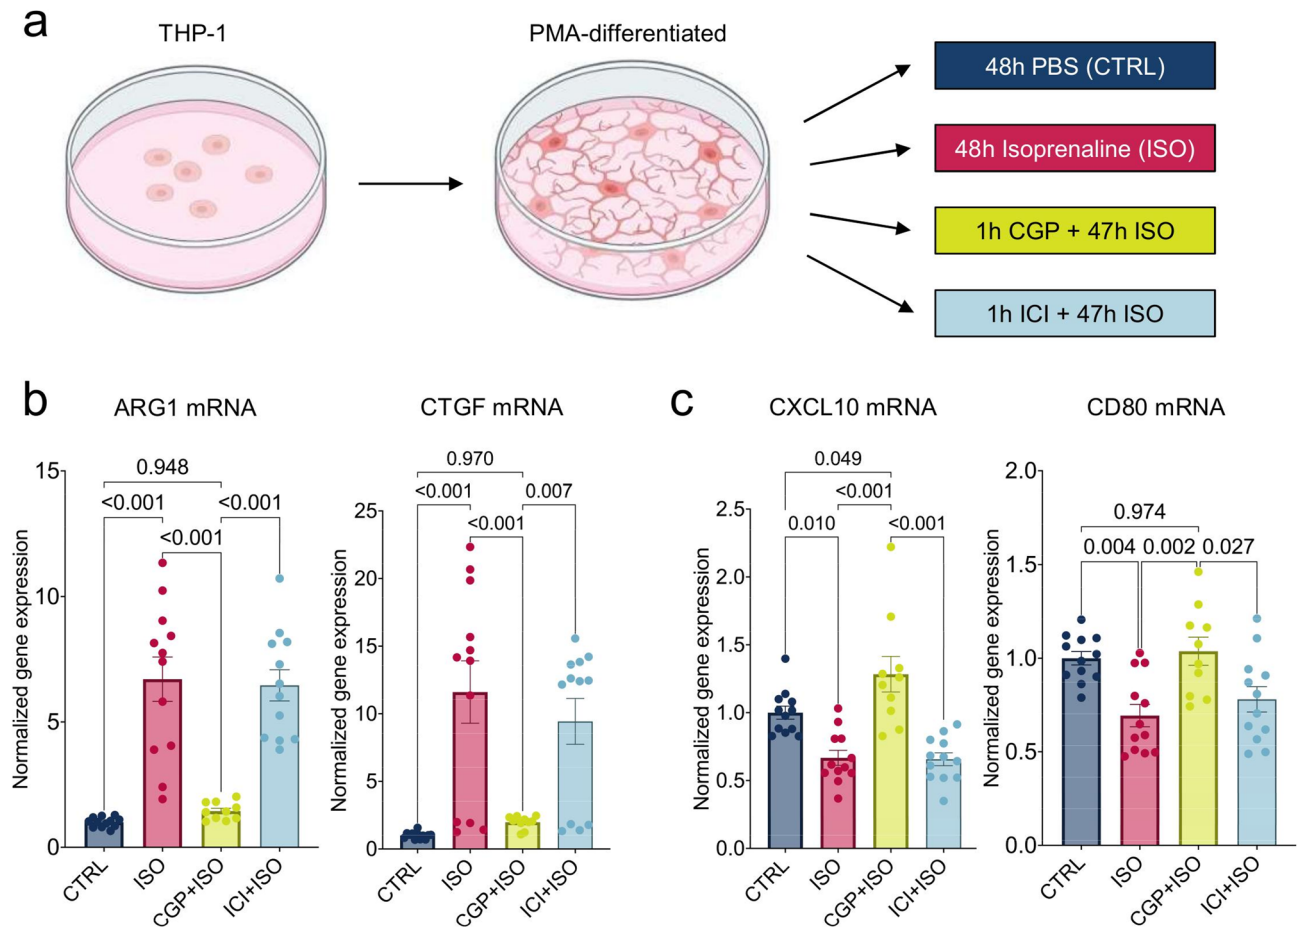 a
THP-1
PMA-differentiated
48h PBS (CTRL)
48h Isoprenaline (ISO)
1h CGP + 47h ISO
1h ICI + 47h ISO
b
ARG1 mRNA
Normalized gene expression
15
10
5
0
0.948
<0.001
<0.001
<0.001
CTRL
ISO
CGP+ISO
ICI+ISO
CTGF mRNA
Normalized gene expression
25
20
15
10
5
0
0.970
<0.001
0.007
<0.001
CTRL
ISO
CGP+ISO
ICI+ISO
c
CXCL10 mRNA
Normalized gene expression
2.5
2.0
1.5
1.0
0.5
0.0
0.049
<0.001
0.010
<0.001
CTRL
ISO
CGP+ISO
ICI+ISO
CD80 mRNA
Normalized gene expression
2.0
1.5
1.0
0.5
0.0
0.974
0.004
0.002
0.027
CTRL
ISO
CGP+ISO
ICI+ISO